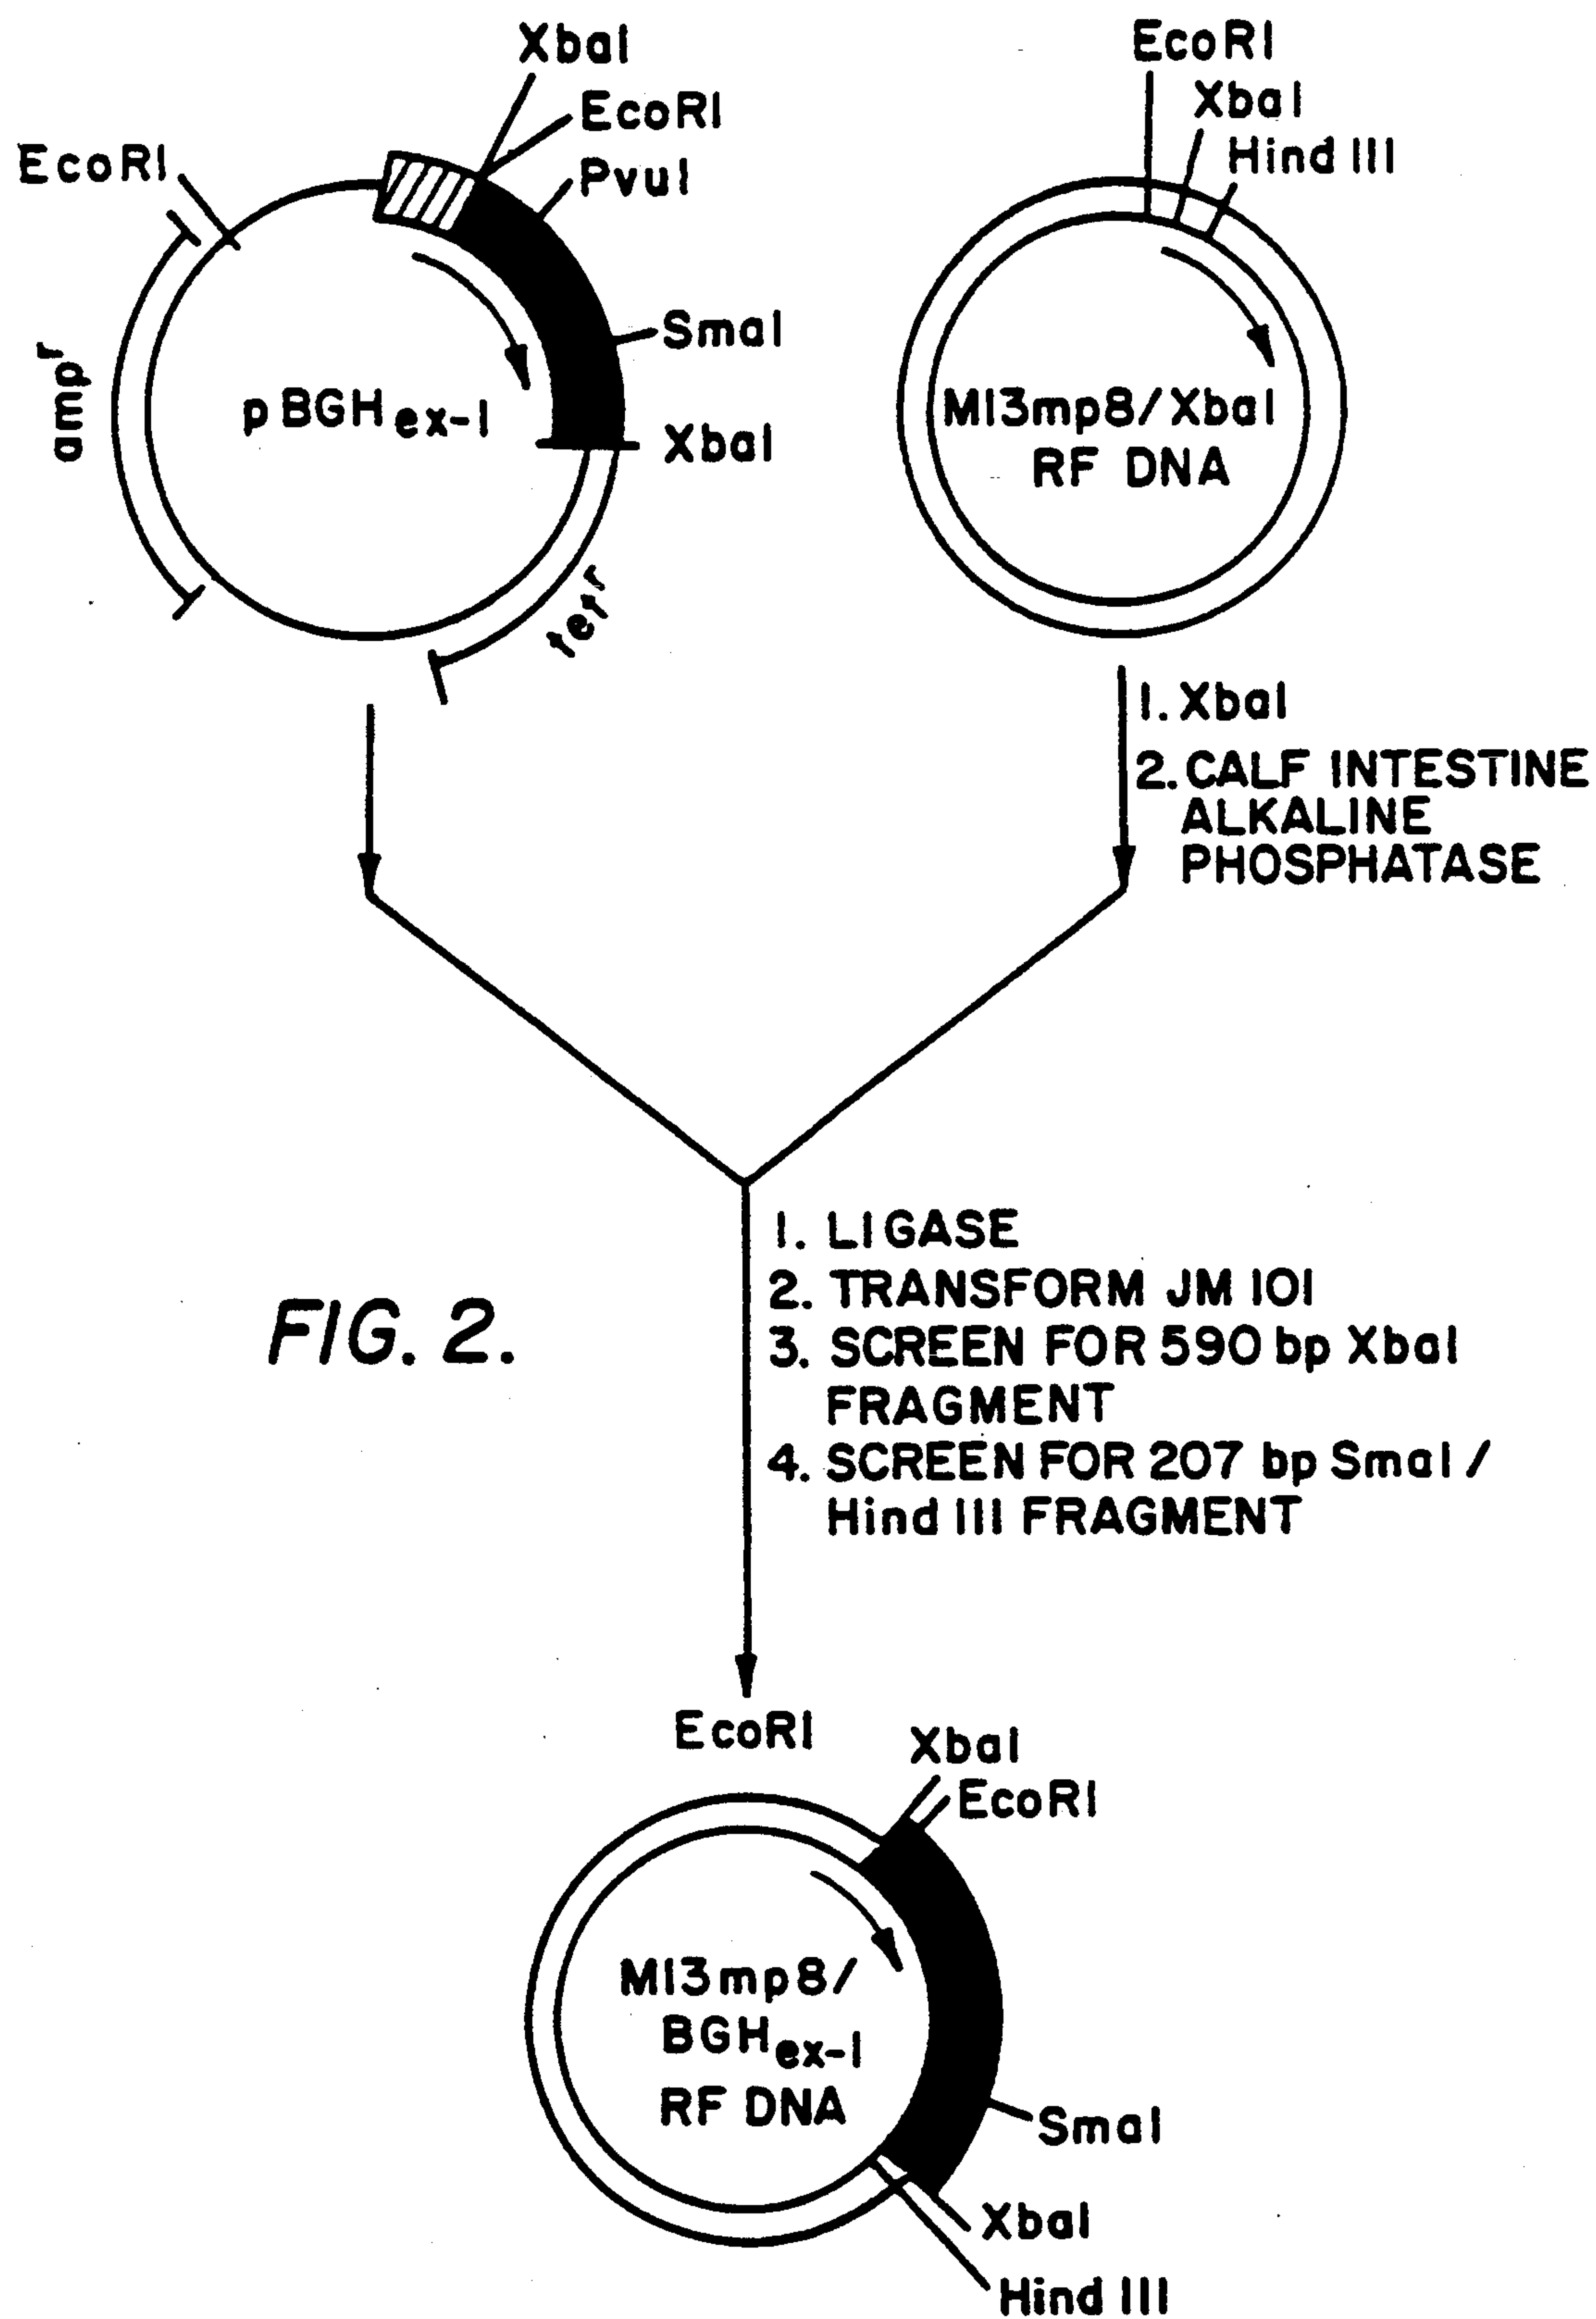 XbaI
EcoRI
PvuI
EcoRI
SmaI
XbaI
ampr
tetr
pBGHex-1
EcoRI
XbaI
Hind III
M13mp8/XbaI
RF DNA
1. XbaI
2. CALF INTESTINE
ALKALINE
PHOSPHATASE
1. LIGASE
2. TRANSFORM JM 101
3. SCREEN FOR 590 bp XbaI
FRAGMENT
4. SCREEN FOR 207 bp SmaI /
Hind III FRAGMENT
FIG. 2.
EcoRI
XbaI
EcoRI
M13mp8/
BGHex-1
RF DNA
SmaI
XbaI
Hind III